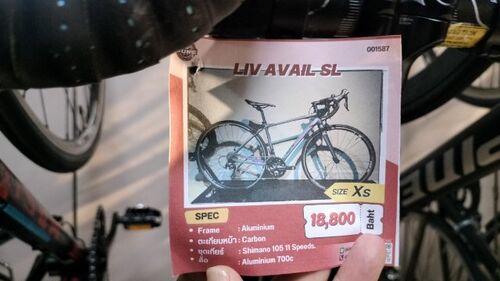 001587
LIV AVAIL SL
SIZE XS
SPEC
18,800 Baht
• Frame : Aluminium
• ตะเกียบหน้า : Carbon
• ชุดเกียร์ : Shimano 105 11 Speeds.
• ล้อ : Aluminium 700c